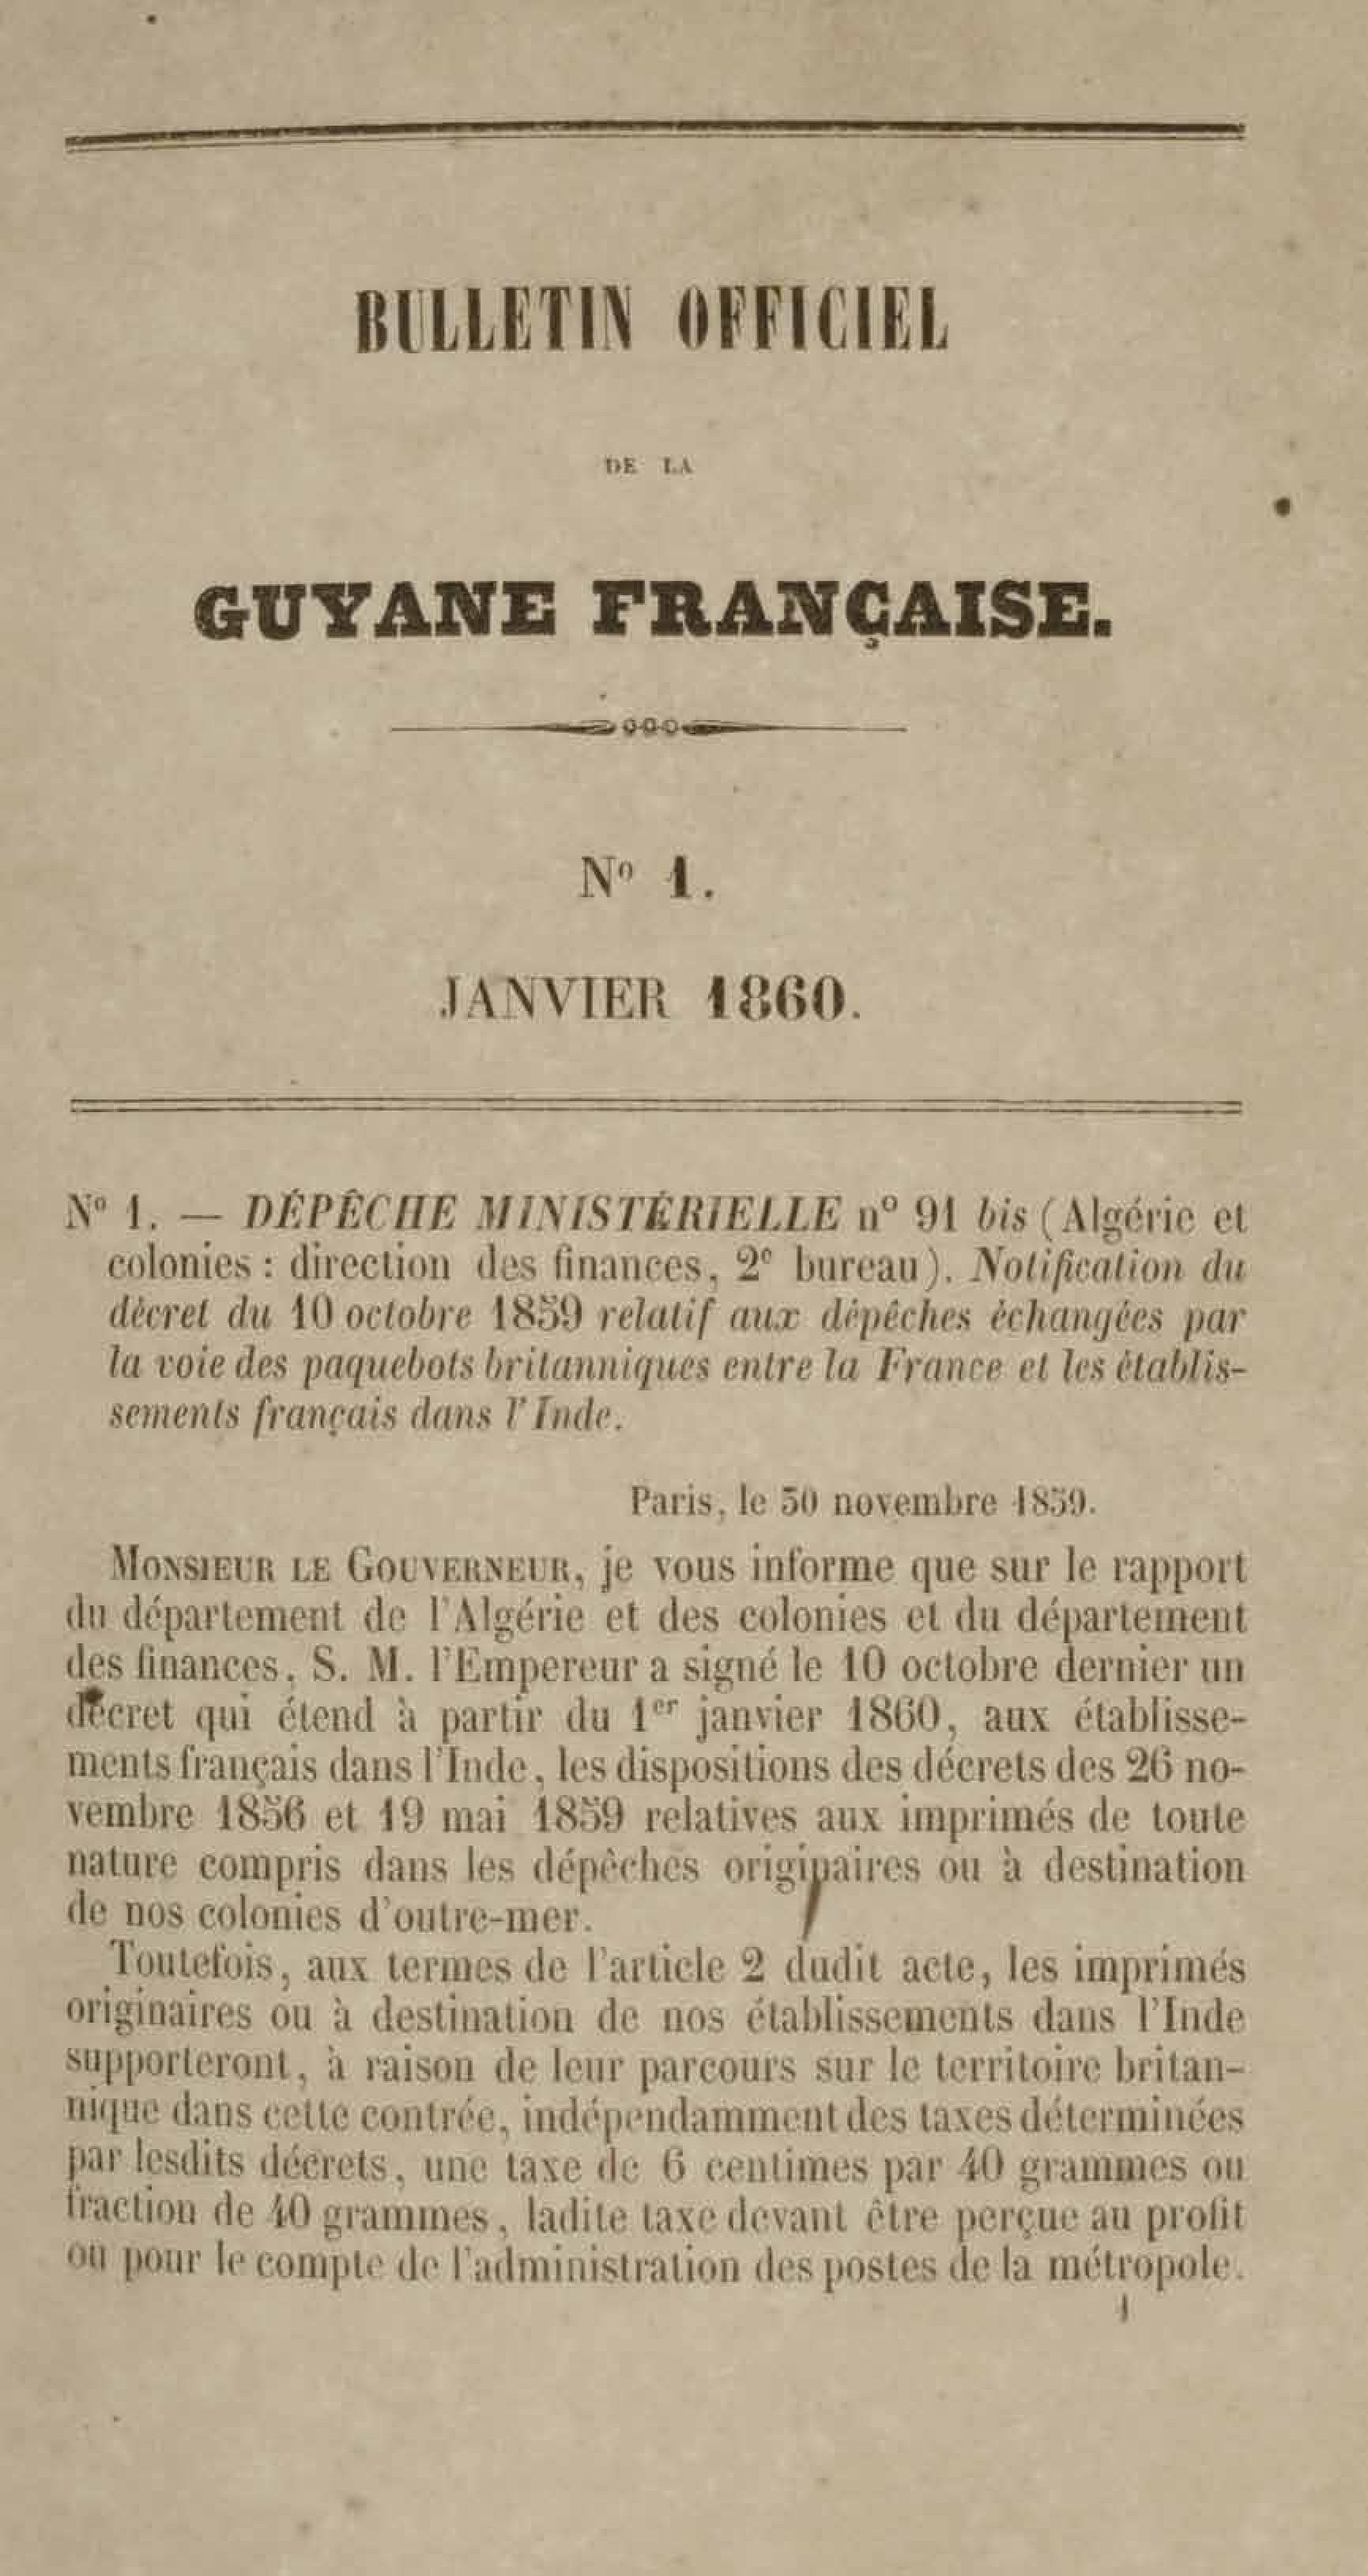 BULLETIN OFFICIEL
DE LA
GUYANE FRANÇAISE.
Nº 1.
JANVIER 1860.
Nº 1. — DÉPÊCHE MINISTÉRIELLE nº 91 bis (Algérie et
colonies : direction des finances, 2e bureau). Notification du
décret du 10 octobre 1859 relatif aux dépêches échangées par
la voie des paquebots britanniques entre la France et les établis-
sements français dans l'Inde.
Paris, le 30 novembre 1859.
MONSIEUR LE GOUVERNEUR, je vous informe que sur le rapport
du département de l'Algérie et des colonies et du département
des finances, S. M. l'Empereur a signé le 10 octobre dernier un
décret qui étend à partir du 1er janvier 1860, aux établisse-
ments français dans l'Inde, les dispositions des décrets des 26 no-
vembre 1856 et 19 mai 1859 relatives aux imprimés de toute
nature compris dans les dépêches originaires ou à destination
de nos colonies d'outre-mer.
Toutefois, aux termes de l'article 2 dudit acte, les imprimés
originaires ou à destination de nos établissements dans l'Inde
supporteront, à raison de leur parcours sur le territoire britan-
nique dans cette contrée, indépendamment des taxes déterminées
par lesdits décrets, une taxe de 6 centimes par 40 grammes ou
fraction de 40 grammes, ladite taxe devant être perçue au profit
ou pour le compte de l'administration des postes de la métropole.
1